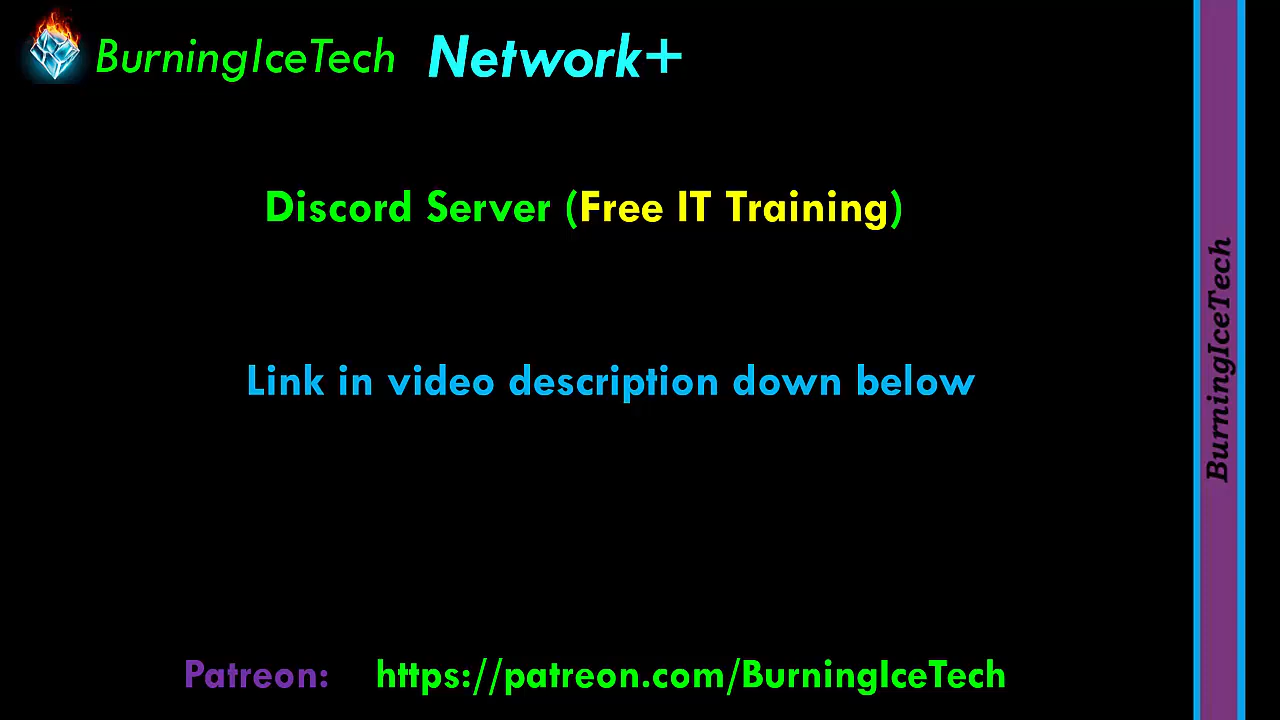 BurningIceTech Network+
Discord Server (Free IT Training)
Link in video description down below
BurningIceTech
Patreon: https://patreon.com/BurningIceTech